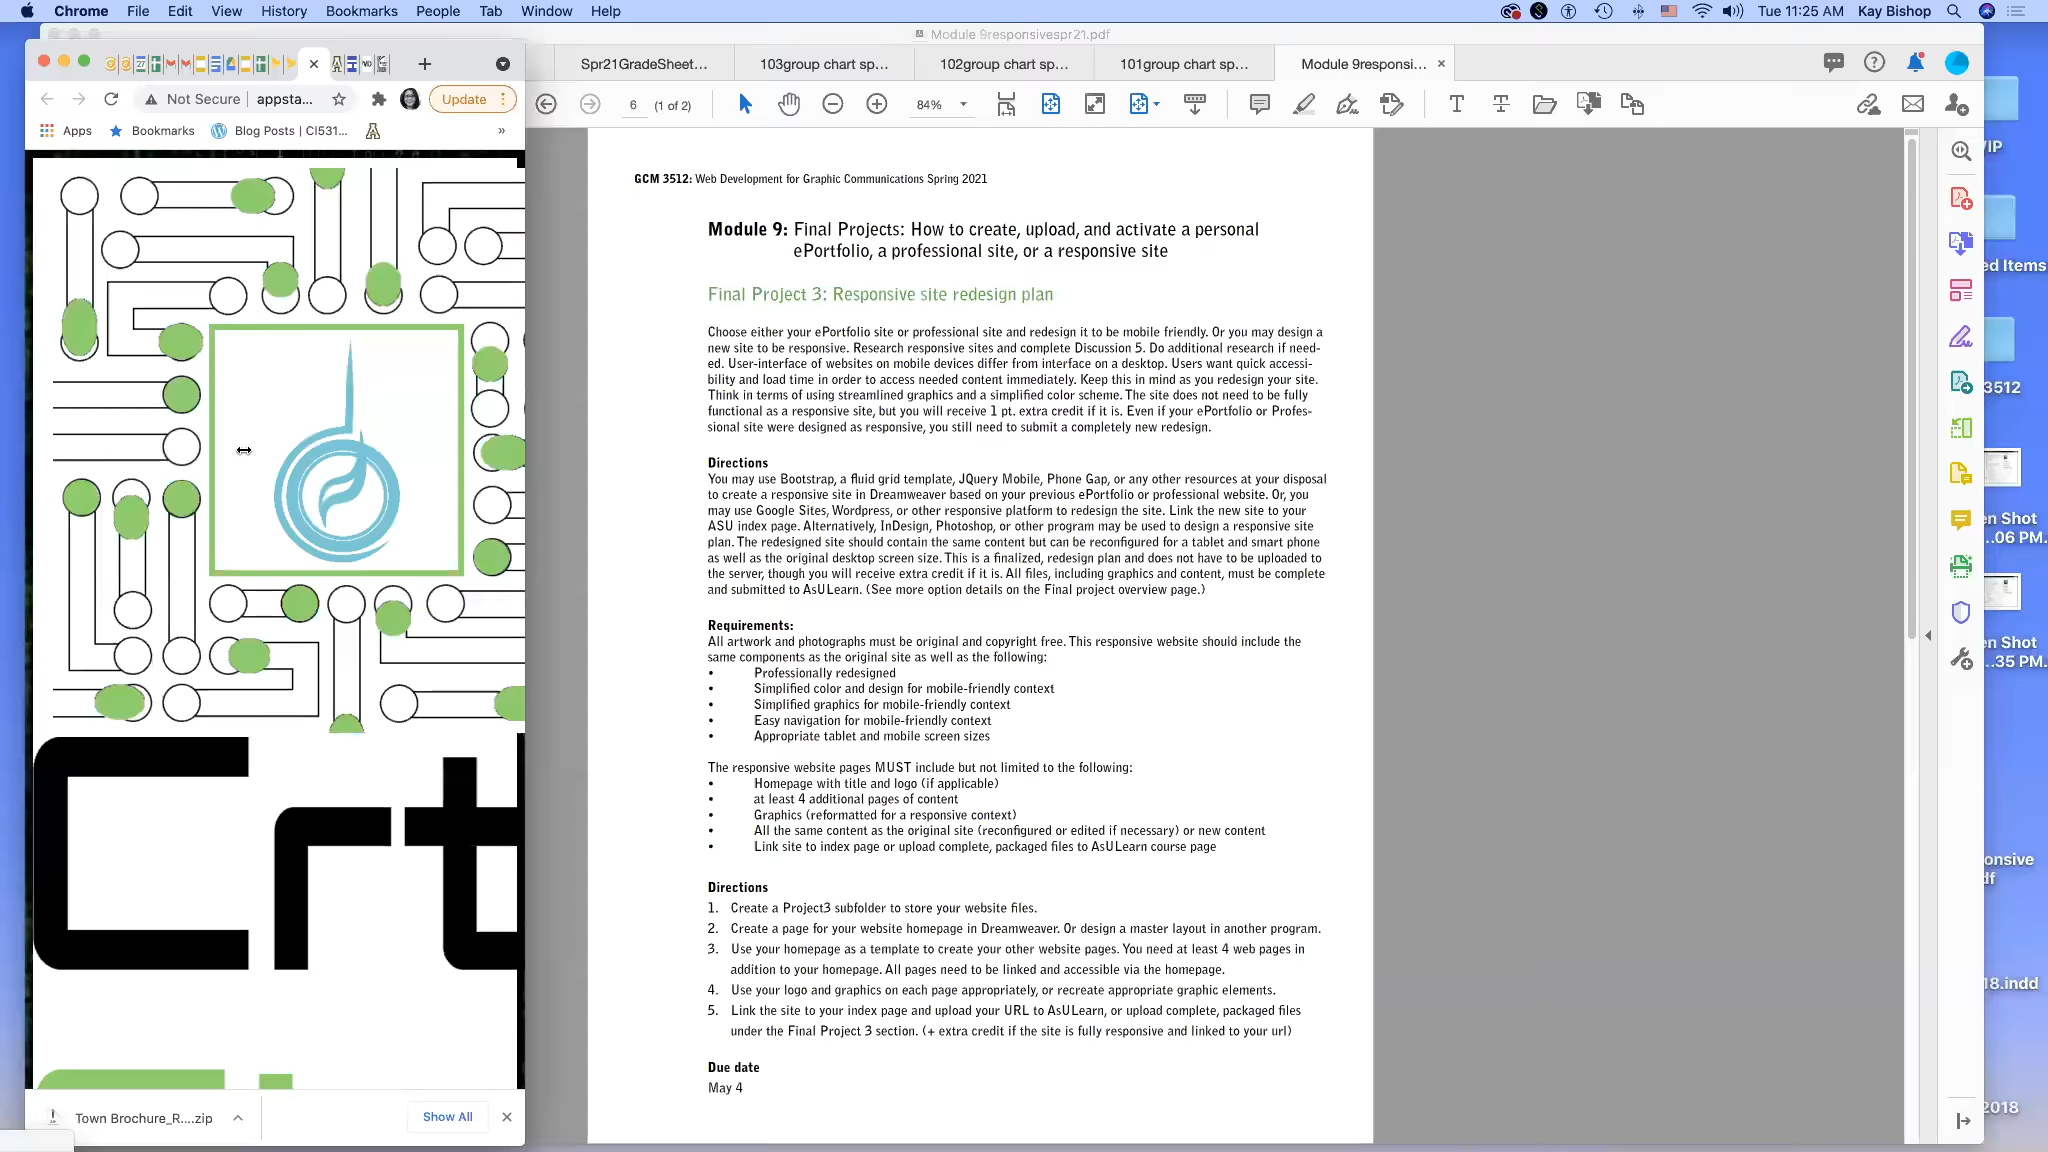 Chrome File Edit View History Bookmarks People Tab Window Help
Tue 11:25 AM Kay Bishop
Module 9responsivespr21.pdf
Spr21GradeSheet... 103group chart sp... 102group chart sp... 101group chart sp... Module 9responsi...
Not Secure appsta... Update
6 (1 of 2) 84%
Apps Bookmarks Blog Posts | CI531... »
GCM 3512: Web Development for Graphic Communications Spring 2021
Module 9: Final Projects: How to create, upload, and activate a personal
ePortfolio, a professional site, or a responsive site
Final Project 3: Responsive site redesign plan
Choose either your ePortfolio site or professional site and redesign it to be mobile friendly. Or you may design a
new site to be responsive. Research responsive sites and complete Discussion 5. Do additional research if need-
ed. User-interface of websites on mobile devices differ from interface on a desktop. Users want quick accessi-
bility and load time in order to access needed content immediately. Keep this in mind as you redesign your site.
Think in terms of using streamlined graphics and a simplified color scheme. The site does not need to be fully
functional as a responsive site, but you will receive 1 pt. extra credit if it is. Even if your ePortfolio or Profes-
sional site were designed as responsive, you still need to submit a completely new redesign.
Directions
You may use Bootstrap, a fluid grid template, JQuery Mobile, Phone Gap, or any other resources at your disposal
to create a responsive site in Dreamweaver based on your previous ePortfolio or professional website. Or, you
may use Google Sites, Wordpress, or other responsive platform to redesign the site. Link the new site to your
ASU index page. Alternatively, InDesign, Photoshop, or other program may be used to design a responsive site
plan. The redesigned site should contain the same content but can be reconfigured for a tablet and smart phone
as well as the original desktop screen size. This is a finalized, redesign plan and does not have to be uploaded to
the server, though you will receive extra credit if it is. All files, including graphics and content, must be complete
and submitted to AsULearn. (See more option details on the Final project overview page.)
Requirements:
All artwork and photographs must be original and copyright free. This responsive website should include the
same components as the original site as well as the following:
• Professionally redesigned
• Simplified color and design for mobile-friendly context
• Simplified graphics for mobile-friendly context
• Easy navigation for mobile-friendly context
• Appropriate tablet and mobile screen sizes
The responsive website pages MUST include but not limited to the following:
• Homepage with title and logo (if applicable)
• at least 4 additional pages of content
• Graphics (reformatted for a responsive context)
• All the same content as the original site (reconfigured or edited if necessary) or new content
• Link site to index page or upload complete, packaged files to AsULearn course page
Directions
1. Create a Project3 subfolder to store your website files.
2. Create a page for your website homepage in Dreamweaver. Or design a master layout in another program.
3. Use your homepage as a template to create your other website pages. You need at least 4 web pages in
addition to your homepage. All pages need to be linked and accessible via the homepage.
4. Use your logo and graphics on each page appropriately, or recreate appropriate graphic elements.
5. Link the site to your index page and upload your URL to AsULearn, or upload complete, packaged files
under the Final Project 3 section. (+ extra credit if the site is fully responsive and linked to your url)
Due date
May 4
Crt
Town Brochure_R....zip Show All
IP
ed Items
3512
en Shot
...06 PM.
en Shot
...35 PM.
onsive
df
18.indd
2018